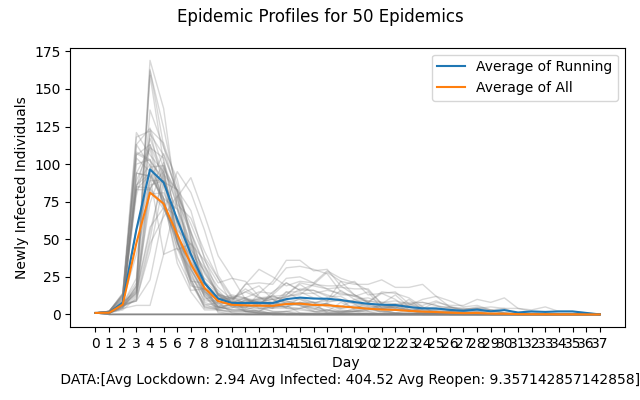 Epidemic Profiles for 50 Epidemics
175
150
125
100
75
50
25
0
Newly Infected Individuals
Average of Running
Average of All
0 1 2 3 4 5 6 7 8 9 10 11 12 13 14 15 16 17 18 19 20 21 22 23 24 25 26 27 28 29 30 31 32 33 34 35 36 37
Day
DATA:[Avg Lockdown: 2.94 Avg Infected: 404.52 Avg Reopen: 9.357142857142858]